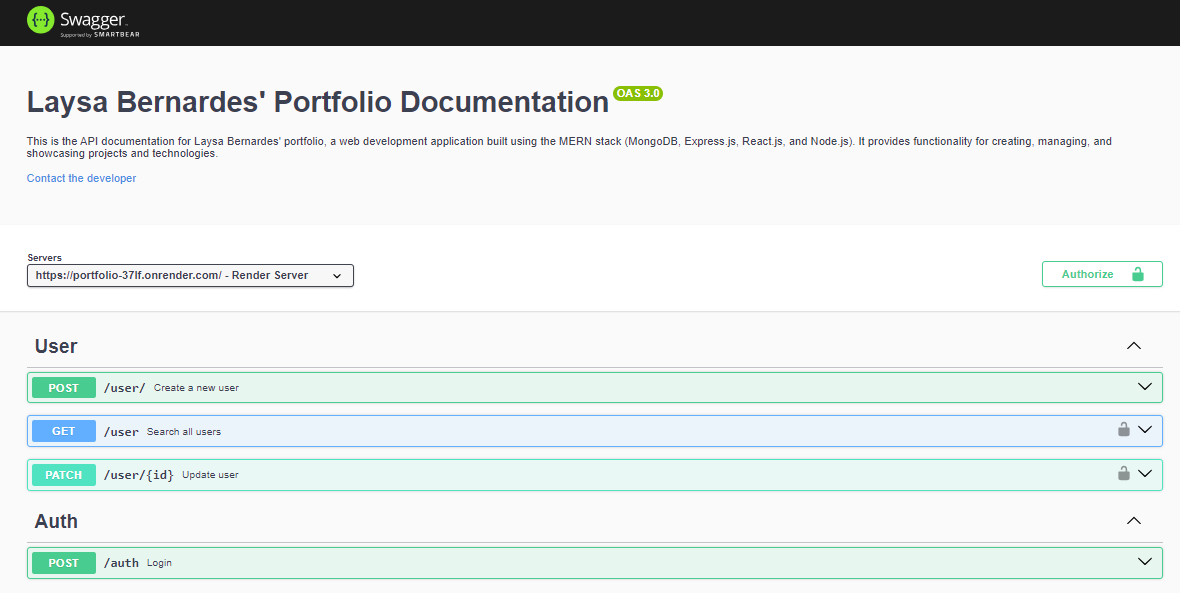 {··} Swagger
Supported by SMARTBEAR
Laysa Bernardes' Portfolio Documentation OAS 3.0
This is the API documentation for Laysa Bernardes' portfolio, a web development application built using the MERN stack (MongoDB, Express.js, React.js, and Node.js). It provides functionality for creating, managing, and
showcasing projects and technologies.
Contact the developer
Servers
https://portfolio-37lf.onrender.com/ - Render Server
Authorize
User
POST /user/ Create a new user
GET /user Search all users
PATCH /user/{id} Update user
Auth
POST /auth Login